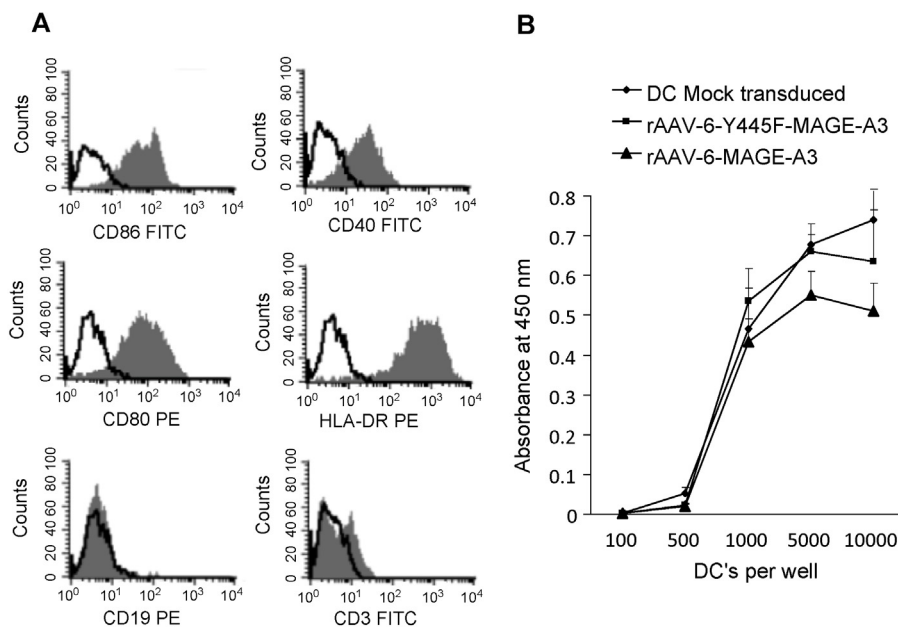 A
B
Counts
0 20 40 60 80 100
10^0 10^1 10^2 10^3 10^4
CD86 FITC
Counts
0 20 40 60 80 100
10^0 10^1 10^2 10^3 10^4
CD40 FITC
Counts
0 20 40 60 80 100
10^0 10^1 10^2 10^3 10^4
CD80 PE
Counts
0 20 40 60 80 100
10^0 10^1 10^2 10^3 10^4
HLA-DR PE
Counts
0 20 40 60 80 100
10^0 10^1 10^2 10^3 10^4
CD19 PE
Counts
0 20 40 60 80 100
10^0 10^1 10^2 10^3 10^4
CD3 FITC
DC Mock transduced
rAAV-6-Y445F-MAGE-A3
rAAV-6-MAGE-A3
Absorbance at 450 nm
0.8
0.7
0.6
0.5
0.4
0.3
0.2
0.1
0
100 500 1000 5000 10000
DC's per well